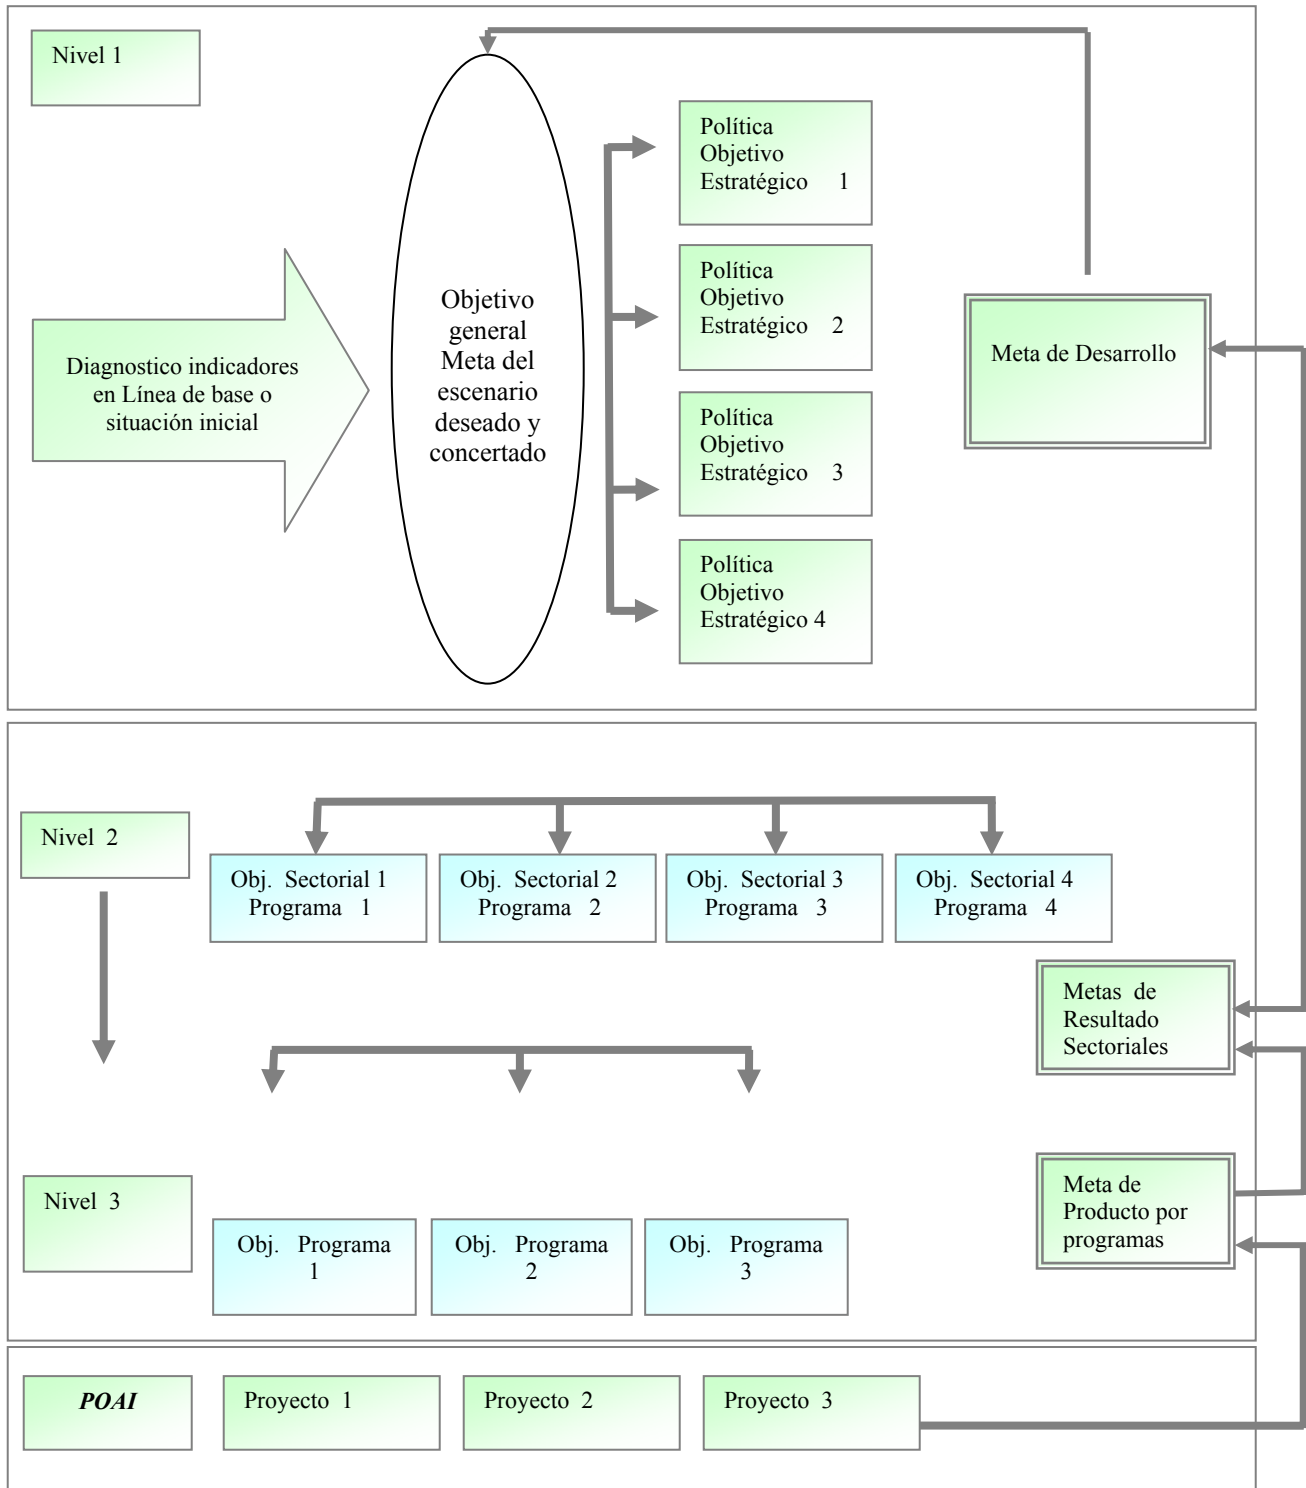 Nivel 1
Política
Objetivo
Estratégico 1
Política
Objetivo
Estratégico 2
Política
Objetivo
Estratégico 3
Política
Objetivo
Estratégico 4
Diagnostico indicadores
en Línea de base o
situación inicial
Objetivo
general
Meta del
escenario
deseado y
concertado
Meta de Desarrollo
Nivel 2
Obj. Sectorial 1
Programa 1
Obj. Sectorial 2
Programa 2
Obj. Sectorial 3
Programa 3
Obj. Sectorial 4
Programa 4
Metas de
Resultado
Sectoriales
Nivel 3
Obj. Programa
1
Obj. Programa
2
Obj. Programa
3
Meta de
Producto por
programas
POAI
Proyecto 1
Proyecto 2
Proyecto 3